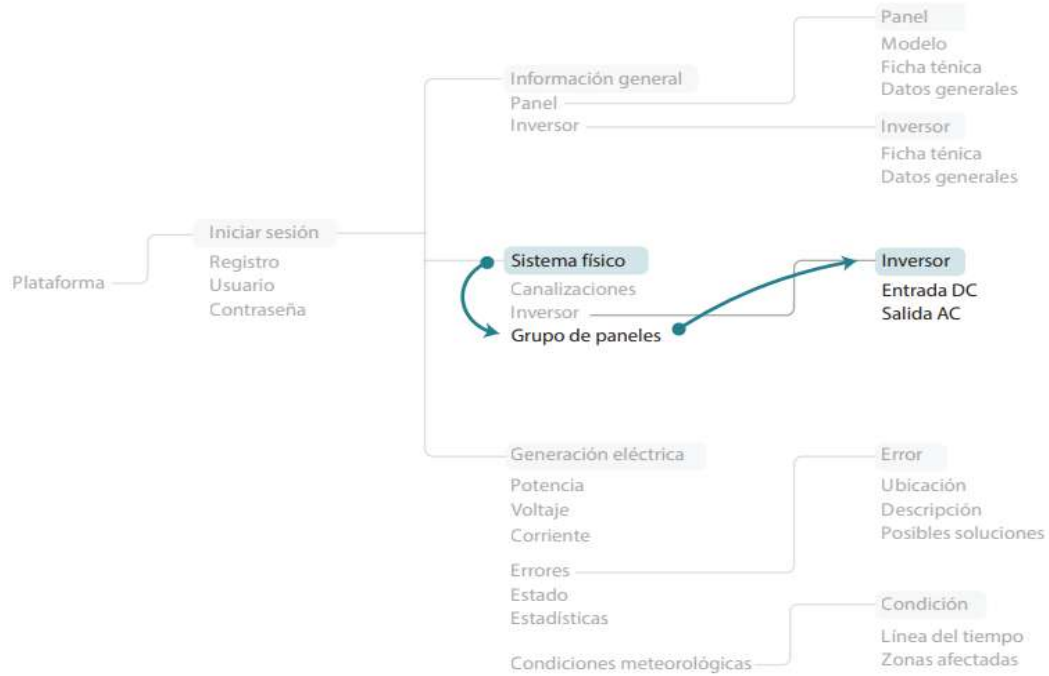 Plataforma
Iniciar sesión
Registro
Usuario
Contraseña
Información general
Panel
Inversor
Panel
Modelo
Ficha ténica
Datos generales
Inversor
Ficha ténica
Datos generales
Sistema físico
Canalizaciones
Inversor
Grupo de paneles
Inversor
Entrada DC
Salida AC
Generación eléctrica
Potencia
Voltaje
Corriente
Errores
Estado
Estadísticas
Condiciones meteorológicas
Error
Ubicación
Descripción
Posibles soluciones
Condición
Línea del tiempo
Zonas afectadas